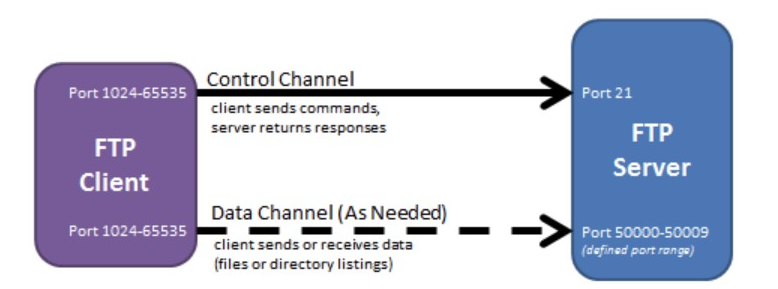 Port 1024-65535
Control Channel
client sends commands,
server returns responses
Port 21
FTP
Client
FTP
Server
Port 1024-65535
Data Channel (As Needed)
client sends or receives data
(files or directory listings)
Port 50000-50009
(defined port range)